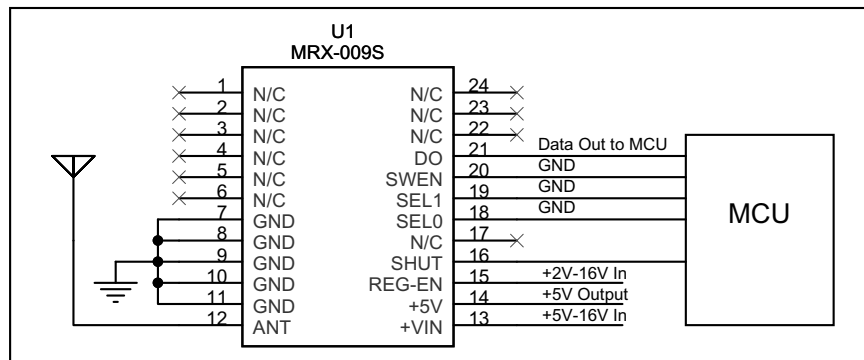 U1
MRX-009S
1 N/C N/C 24
2 N/C N/C 23
3 N/C N/C 22
4 N/C DO 21 Data Out to MCU
5 N/C SWEN 20 GND
6 N/C SEL1 19 GND
7 GND SEL0 18 GND
8 GND N/C 17
9 GND SHUT 16
10 GND REG-EN 15 +2V-16V In
11 GND +5V 14 +5V Output
12 ANT +VIN 13 +5V-16V In
MCU